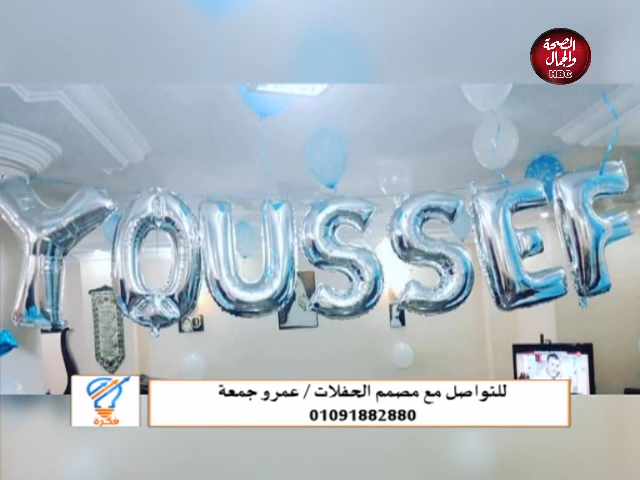 الصحة
والجمال
HBC
YOUSSEF
للتواصل مع مصمم الحفلات / عمرو جمعة
01091882880
فكرة